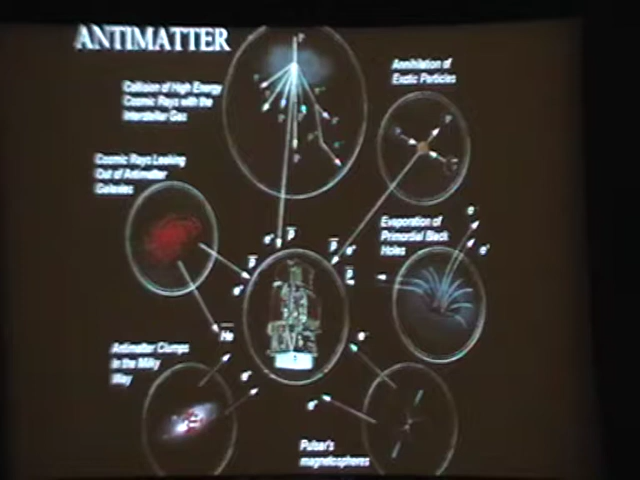 ANTIMATTER
Collision of High Energy
Cosmic Rays with the
Interstellar Gas
Annihilation of
Exotic Particles
Cosmic Rays Leaking
Out of Antimatter
Galaxies
Evaporation of
Primordial Black
Holes
Antimatter Clumps
In the Milky
Way
Pulsar's
magnetospheres